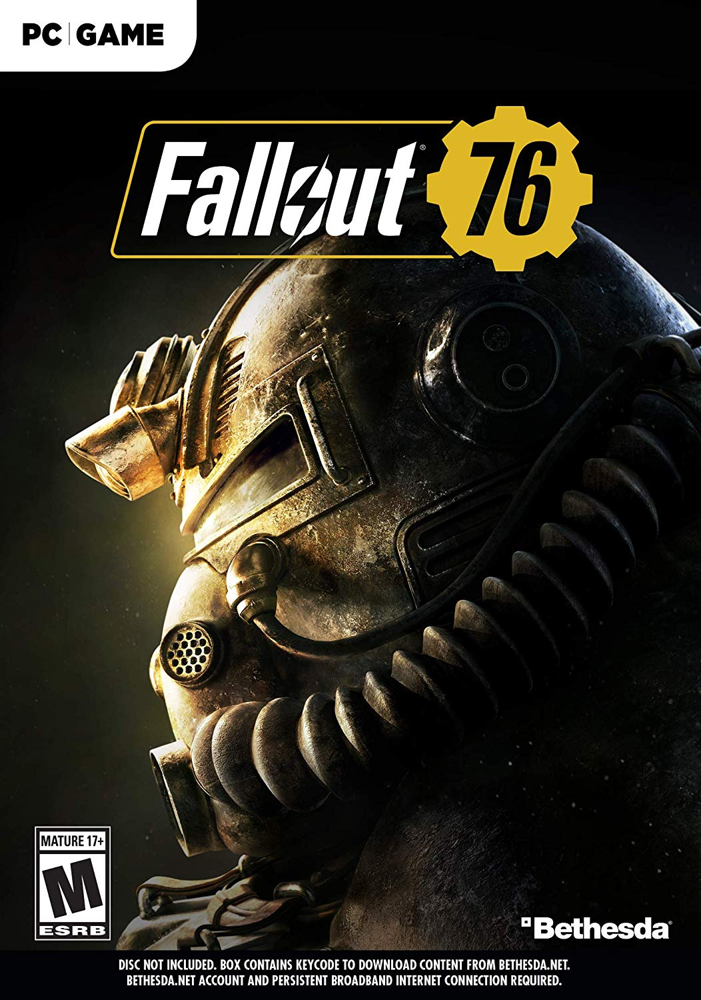 PC | GAME
Fallout®
76
MATURE 17+
M
ESRB
Bethesda®
DISC NOT INCLUDED. BOX CONTAINS KEYCODE TO DOWNLOAD CONTENT FROM BETHESDA.NET.
BETHESDA.NET ACCOUNT AND PERSISTENT BROADBAND INTERNET CONNECTION REQUIRED.